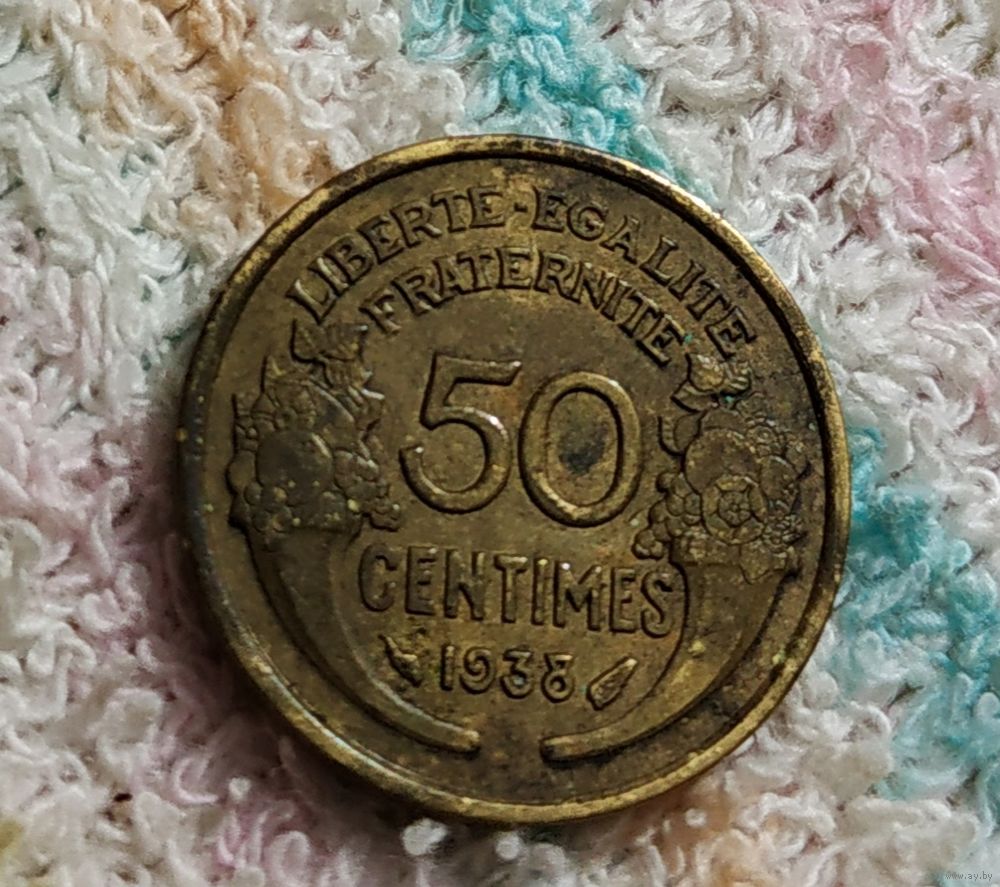 LIBERTE·EGALITE
FRATERNITE
50
CENTIMES
1938
www.ay.by